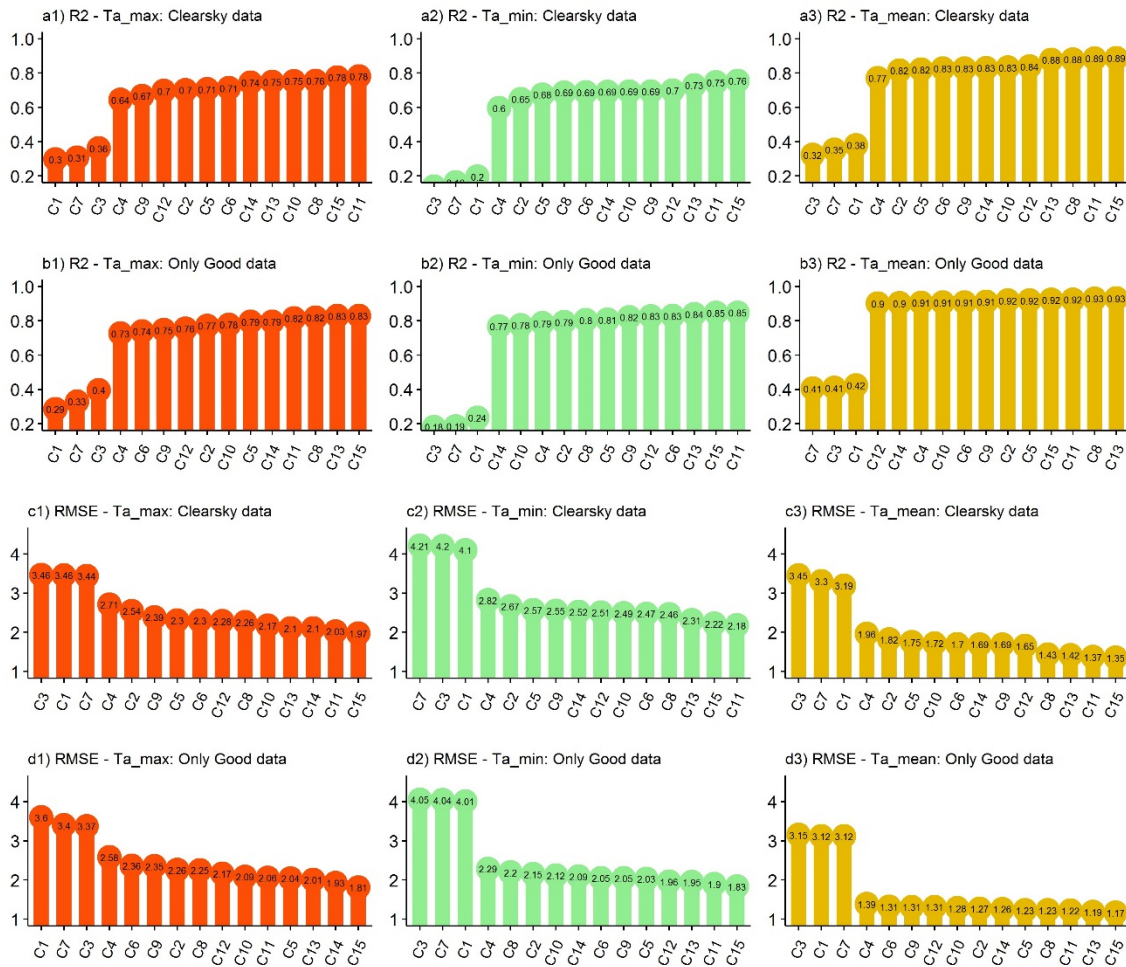 a1) R2 - Ta_max: Clearsky data
1.0
0.8
0.6
0.4
0.2
0.3 0.31 0.36 0.64 0.67 0.7 0.7 0.71 0.71 0.74 0.75 0.75 0.76 0.78 0.78
C1 C7 C3 C4 C9 C12 C2 C5 C6 C14 C13 C10 C8 C15 C11
a2) R2 - Ta_min: Clearsky data
1.0
0.8
0.6
0.4
0.2
0.2 0.6 0.65 0.68 0.69 0.69 0.69 0.69 0.69 0.7 0.73 0.75 0.76
C3 C7 C1 C4 C2 C5 C8 C6 C14 C10 C9 C12 C13 C11 C15
a3) R2 - Ta_mean: Clearsky data
1.0
0.8
0.6
0.4
0.2
0.32 0.35 0.38 0.77 0.82 0.82 0.83 0.83 0.83 0.83 0.84 0.88 0.88 0.89 0.89
C3 C7 C1 C4 C2 C5 C6 C9 C14 C10 C12 C13 C8 C11 C15
b1) R2 - Ta_max: Only Good data
1.0
0.8
0.6
0.4
0.2
0.29 0.33 0.4 0.73 0.74 0.75 0.76 0.77 0.78 0.79 0.79 0.82 0.82 0.83 0.83
C1 C7 C3 C4 C6 C9 C12 C2 C10 C5 C14 C11 C8 C13 C15
b2) R2 - Ta_min: Only Good data
1.0
0.8
0.6
0.4
0.2
0.18 0.19 0.24 0.77 0.78 0.79 0.79 0.8 0.81 0.82 0.83 0.83 0.84 0.85 0.85
C3 C7 C1 C14 C10 C4 C2 C8 C5 C9 C12 C6 C13 C15 C11
b3) R2 - Ta_mean: Only Good data
1.0
0.8
0.6
0.4
0.2
0.41 0.41 0.42 0.9 0.9 0.91 0.91 0.91 0.91 0.92 0.92 0.92 0.92 0.93 0.93
C7 C3 C1 C12 C14 C4 C10 C6 C9 C2 C5 C15 C11 C8 C13
c1) RMSE - Ta_max: Clearsky data
4
3
2
1
3.46 3.46 3.44 2.71 2.54 2.39 2.3 2.3 2.28 2.26 2.17 2.1 2.1 2.03 1.97
C3 C1 C7 C4 C2 C9 C5 C6 C12 C8 C10 C13 C14 C11 C15
c2) RMSE - Ta_min: Clearsky data
4
3
2
1
4.21 4.2 4.1 2.82 2.67 2.57 2.55 2.52 2.51 2.49 2.47 2.46 2.31 2.22 2.18
C7 C3 C1 C4 C2 C5 C9 C14 C12 C10 C6 C8 C13 C15 C11
c3) RMSE - Ta_mean: Clearsky data
4
3
2
1
3.45 3.3 3.19 1.96 1.82 1.75 1.72 1.7 1.69 1.69 1.65 1.43 1.42 1.37 1.35
C3 C7 C1 C4 C2 C5 C10 C6 C14 C9 C12 C8 C13 C11 C15
d1) RMSE - Ta_max: Only Good data
4
3
2
1
3.6 3.4 3.37 2.58 2.36 2.35 2.26 2.25 2.17 2.09 2.06 2.04 2.01 1.93 1.81
C1 C7 C3 C4 C6 C9 C2 C8 C12 C10 C11 C5 C13 C14 C15
d2) RMSE - Ta_min: Only Good data
4
3
2
1
4.05 4.04 4.01 2.29 2.2 2.15 2.12 2.09 2.05 2.05 2.03 1.96 1.95 1.9 1.83
C3 C7 C1 C4 C8 C2 C10 C14 C6 C9 C5 C12 C13 C11 C15
d3) RMSE - Ta_mean: Only Good data
4
3
2
1
3.15 3.12 3.12 1.39 1.31 1.31 1.31 1.28 1.27 1.26 1.23 1.23 1.22 1.19 1.17
C3 C1 C7 C4 C6 C9 C12 C10 C2 C14 C5 C8 C11 C13 C15